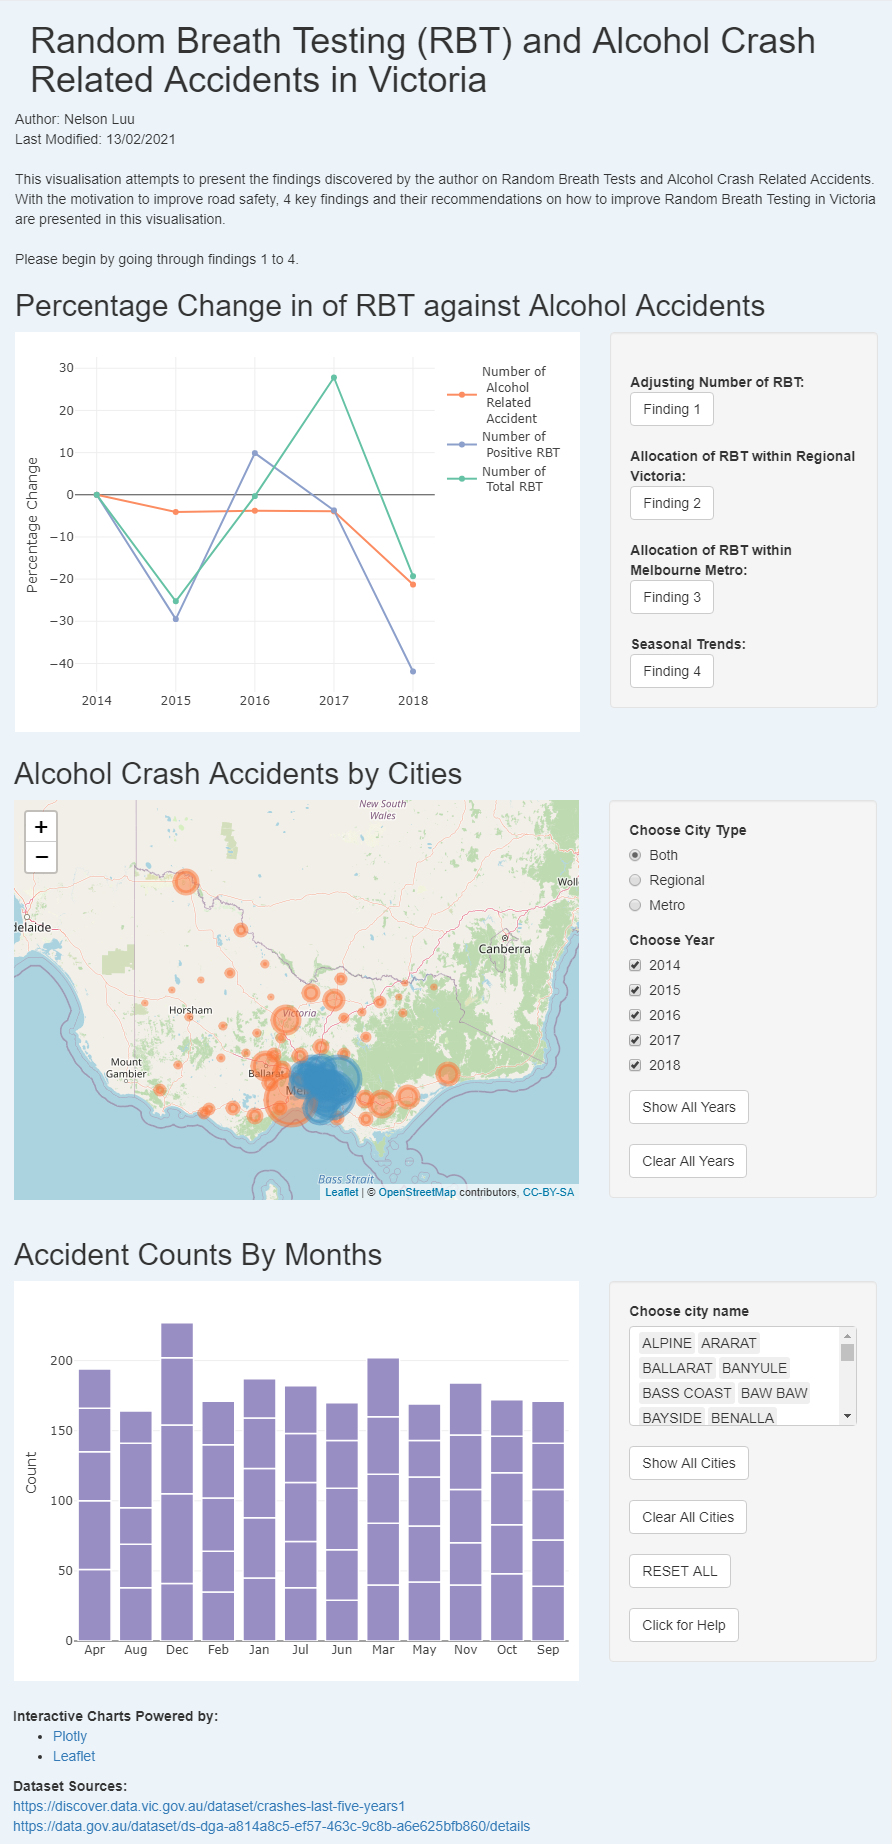 Random Breath Testing (RBT) and Alcohol Crash
Related Accidents in Victoria
Author: Nelson Luu
Last Modified: 13/02/2021
This visualisation attempts to present the findings discovered by the author on Random Breath Tests and Alcohol Crash Related Accidents.
With the motivation to improve road safety, 4 key findings and their recommendations on how to improve Random Breath Testing in Victoria
are presented in this visualisation.
Please begin by going through findings 1 to 4.
Percentage Change in of RBT against Alcohol Accidents
Percentage Change
30
20
10
0
−10
−20
−30
−40
2014
2015
2016
2017
2018
Number of
Alcohol
Related
Accident
Number of
Positive RBT
Number of
Total RBT
Adjusting Number of RBT:
Finding 1
Allocation of RBT within Regional
Victoria:
Finding 2
Allocation of RBT within
Melbourne Metro:
Finding 3
Seasonal Trends:
Finding 4
Alcohol Crash Accidents by Cities
+
−
New South
Wales
Woll
delaide
Canberra
Horsham
Victoria
Mount
Gambier
Ballarat
Me
Bass Strait
Leaflet | © OpenStreetMap contributors, CC-BY-SA
Choose City Type
Both
Regional
Metro
Choose Year
2014
2015
2016
2017
2018
Show All Years
Clear All Years
Accident Counts By Months
Count
200
150
100
50
0
Apr
Aug
Dec
Feb
Jan
Jul
Jun
Mar
May
Nov
Oct
Sep
Choose city name
ALPINE ARARAT
BALLARAT BANYULE
BASS COAST BAW BAW
BAYSIDE BENALLA
Show All Cities
Clear All Cities
RESET ALL
Click for Help
Interactive Charts Powered by:
• Plotly
• Leaflet
Dataset Sources:
https://discover.data.vic.gov.au/dataset/crashes-last-five-years1
https://data.gov.au/dataset/ds-dga-a814a8c5-ef57-463c-9c8b-a6e625bfb860/details